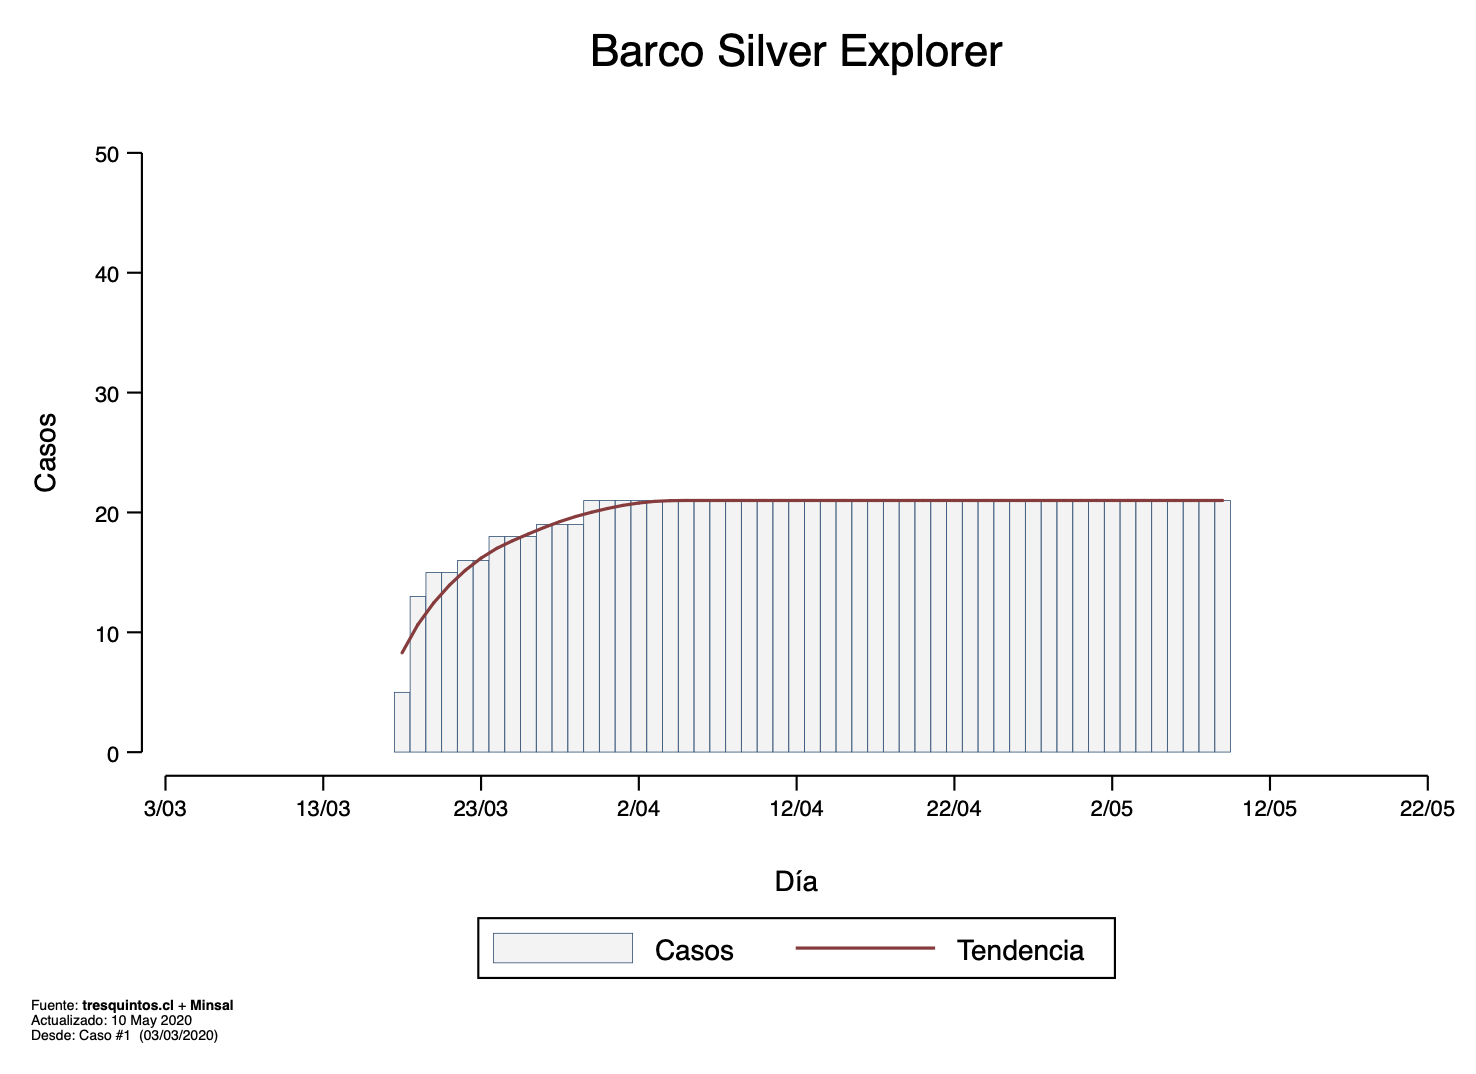 Barco Silver Explorer
50
40
30
20
10
0
Casos
3/03 13/03 23/03 2/04 12/04 22/04 2/05 12/05 22/05
Día
Casos Tendencia
Fuente: tresquintos.cl + Minsal
Actualizado: 10 May 2020
Desde: Caso #1 (03/03/2020)